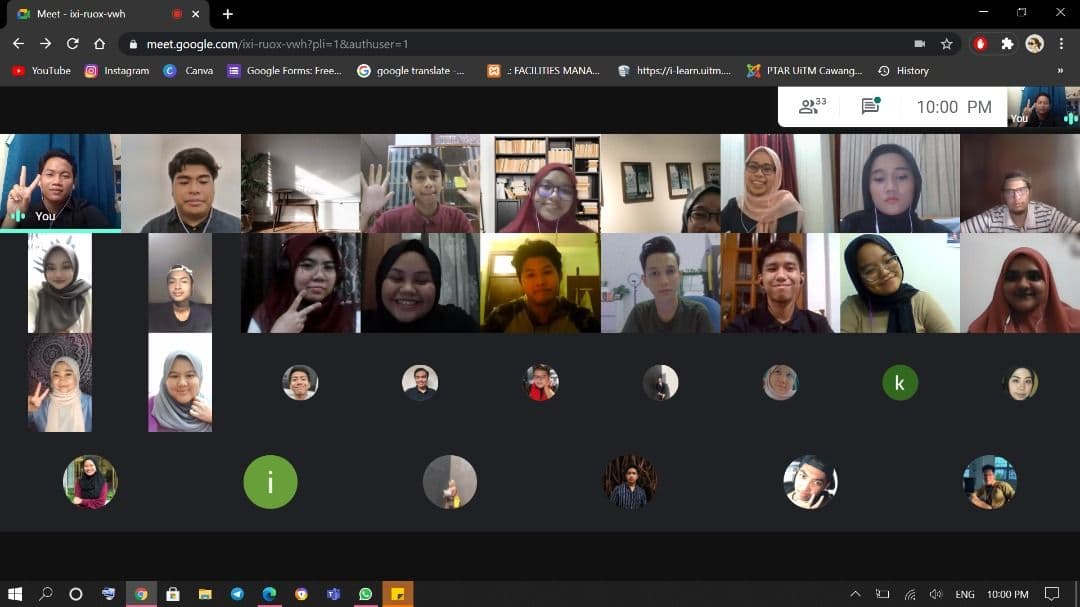 Meet - ixi-ruox-vwh
meet.google.com/ixi-ruox-vwh?pli=1&authuser=1
YouTube Instagram Canva Google Forms: Free... google translate -... .: FACILITIES MANA... https://i-learn.uitm.... PTAR UiTM Cawang... History »
33 10:00 PM You
You
k
i
ENG 10:00 PM